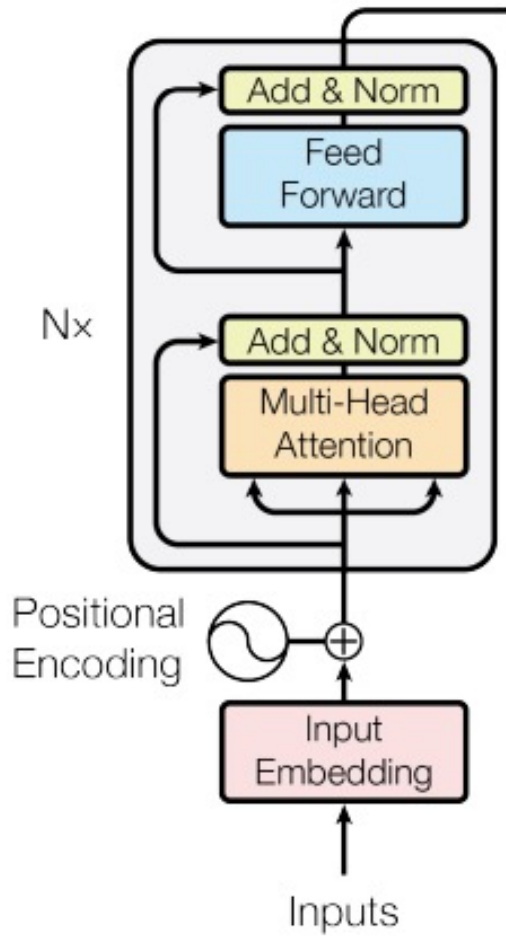 Add & Norm
Feed
Forward
Nx
Add & Norm
Multi-Head
Attention
Positional
Encoding
Input
Embedding
Inputs